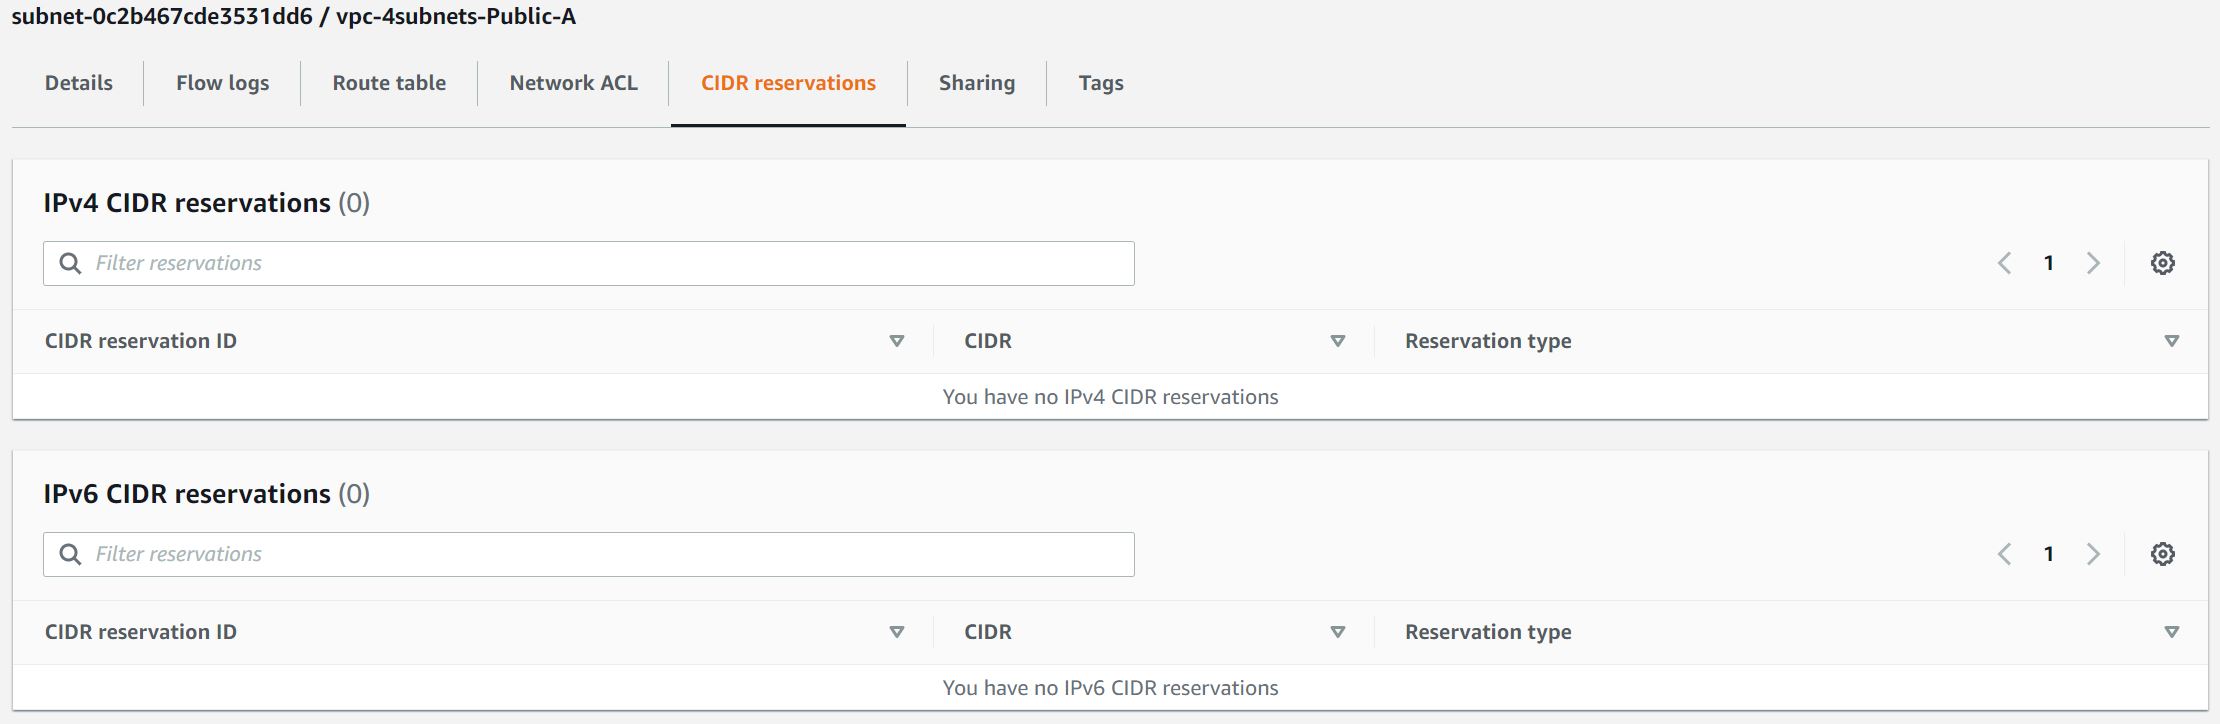 subnet-0c2b467cde3531dd6 / vpc-4subnets-Public-A
Details Flow logs Route table Network ACL CIDR reservations Sharing Tags
IPv4 CIDR reservations (0)
Filter reservations 1
CIDR reservation ID CIDR Reservation type
You have no IPv4 CIDR reservations
IPv6 CIDR reservations (0)
Filter reservations 1
CIDR reservation ID CIDR Reservation type
You have no IPv6 CIDR reservations